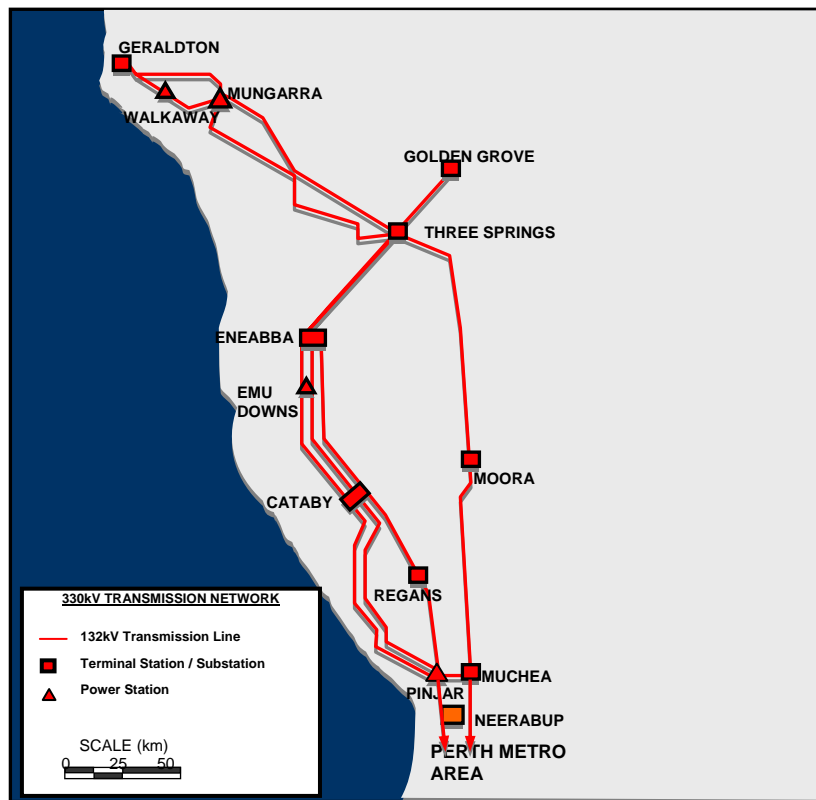 GERALDTON
MUNGARRA
WALKAWAY
GOLDEN GROVE
THREE SPRINGS
ENEABBA
EMU
DOWNS
MOORA
CATABY
REGANS
MUCHEA
PINJAR
NEERABUP
PERTH METRO
AREA
330kV TRANSMISSION NETWORK
132kV Transmission Line
Terminal Station / Substation
Power Station
SCALE (km)
0 25 50